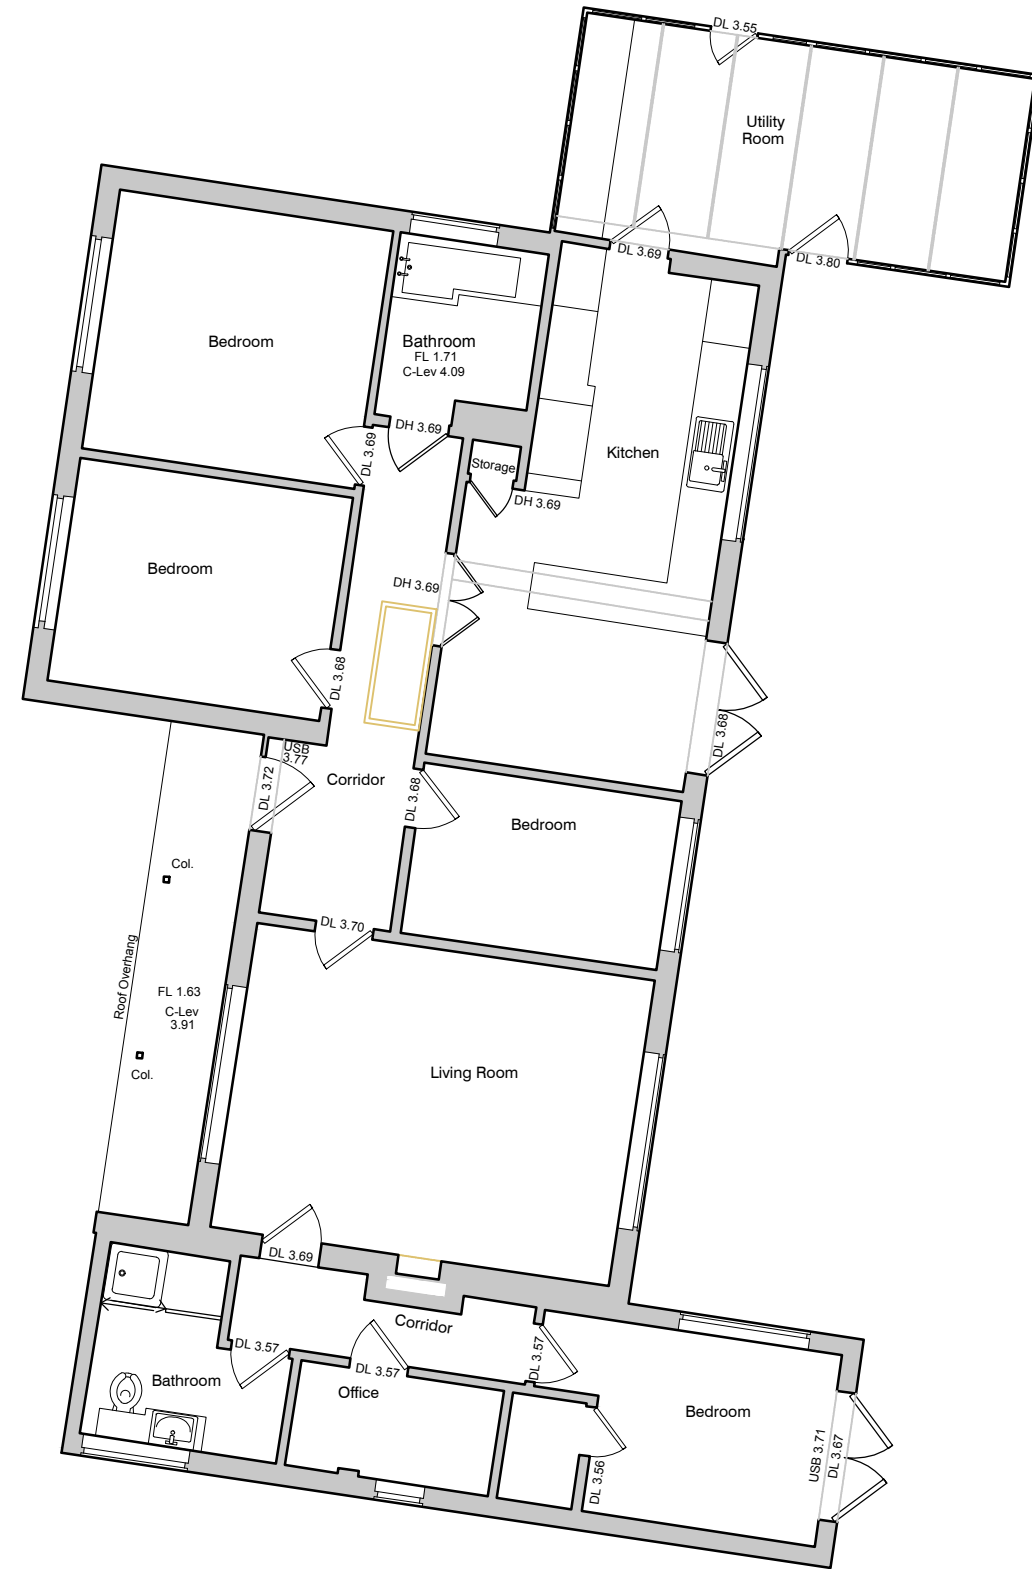 DL 3.55
Utility
Room
DL 3.69
DL 3.80
Bedroom
Bathroom
FL 1.71
C-Lev 4.09
DH 3.69
DL 3.69
Kitchen
Storage
DH 3.69
Bedroom
DH 3.69
DL 3.68
DL 3.68
USB
3.77
DL 3.72
Corridor
DL 3.68
Bedroom
Col.
DL 3.70
Roof Overhang
FL 1.63
C-Lev
3.91
Col.
Living Room
DL 3.69
Corridor
DL 3.57
DL 3.57
DL 3.57
Bathroom
Office
Bedroom
DL 3.56
USB 3.71
DL 3.67